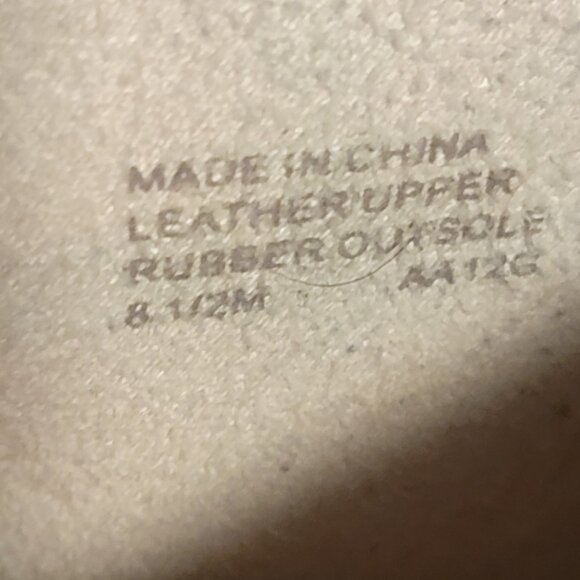 MADE IN CHINA
LEATHER UPPER
RUBBER OUTSOLE
8 1/2M AA12G